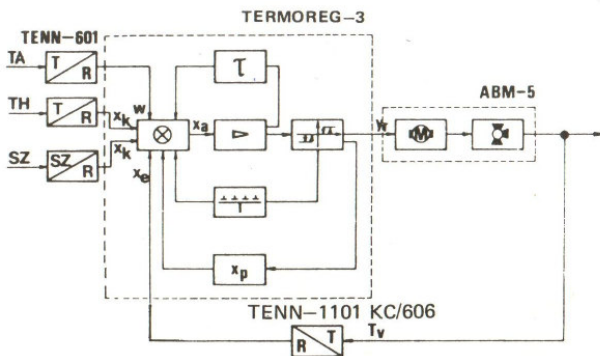 TERMOREG-3
TENN-601
TA
T
R
w
TH
T
R
xk
SZ
SZ
R
xk
xe
τ
xa
yr
ABM-5
M
T
xp
TENN-1101 KC/606
Tv
R
T